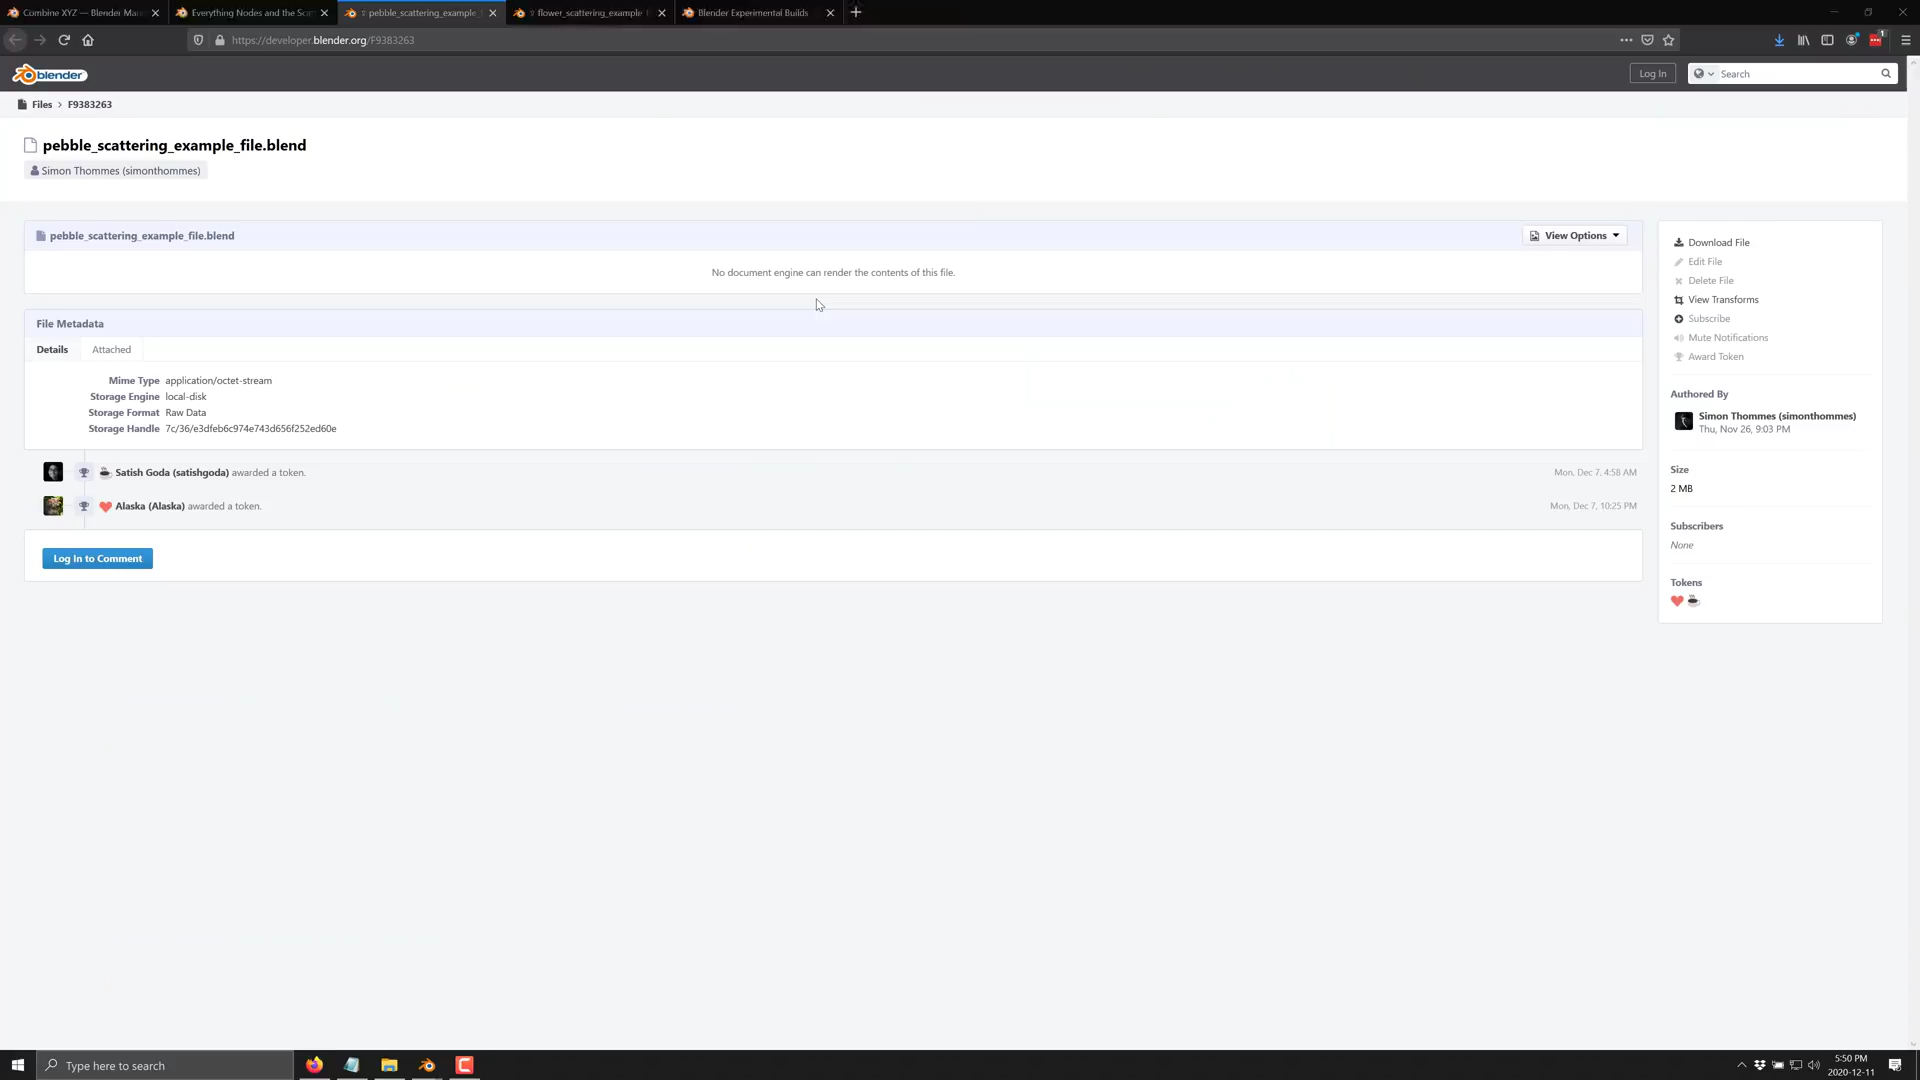 Combine XYZ — Blender Man
Everything Nodes and the Scat
pebble_scattering_example_
flower_scattering_example
Blender Experimental Builds
https://developer.blender.org/F9383263
1
blender
Log In
Search
Files > F9383263
pebble_scattering_example_file.blend
Simon Thommes (simonthommes)
pebble_scattering_example_file.blend
View Options
No document engine can render the contents of this file.
File Metadata
Details Attached
Mime Type application/octet-stream
Storage Engine local-disk
Storage Format Raw Data
Storage Handle 7c/36/e3dfeb6c974e743d656f252ed60e
Satish Goda (satishgoda) awarded a token. Mon, Dec 7, 4:58 AM
Alaska (Alaska) awarded a token. Mon, Dec 7, 10:25 PM
Log In to Comment
Download File
Edit File
Delete File
View Transforms
Subscribe
Mute Notifications
Award Token
Authored By
Simon Thommes (simonthommes)
Thu, Nov 26, 9:03 PM
Size
2 MB
Subscribers
None
Tokens
Type here to search
5:50 PM
2020-12-11